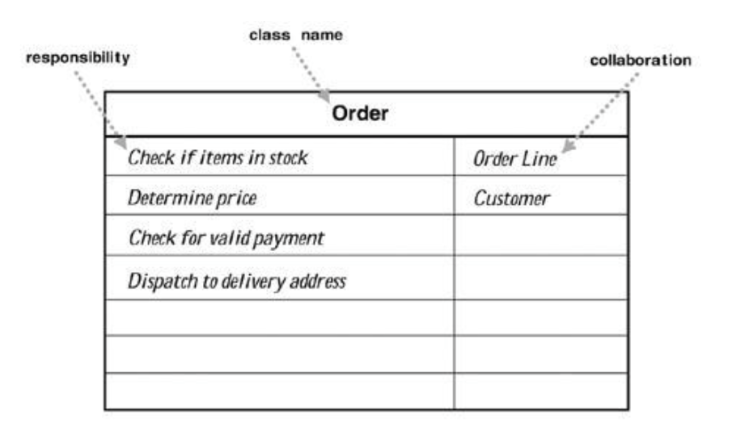 class name
responsibility
collaboration
Order
Check if items in stock
Order Line
Determine price
Customer
Check for valid payment
Dispatch to delivery address